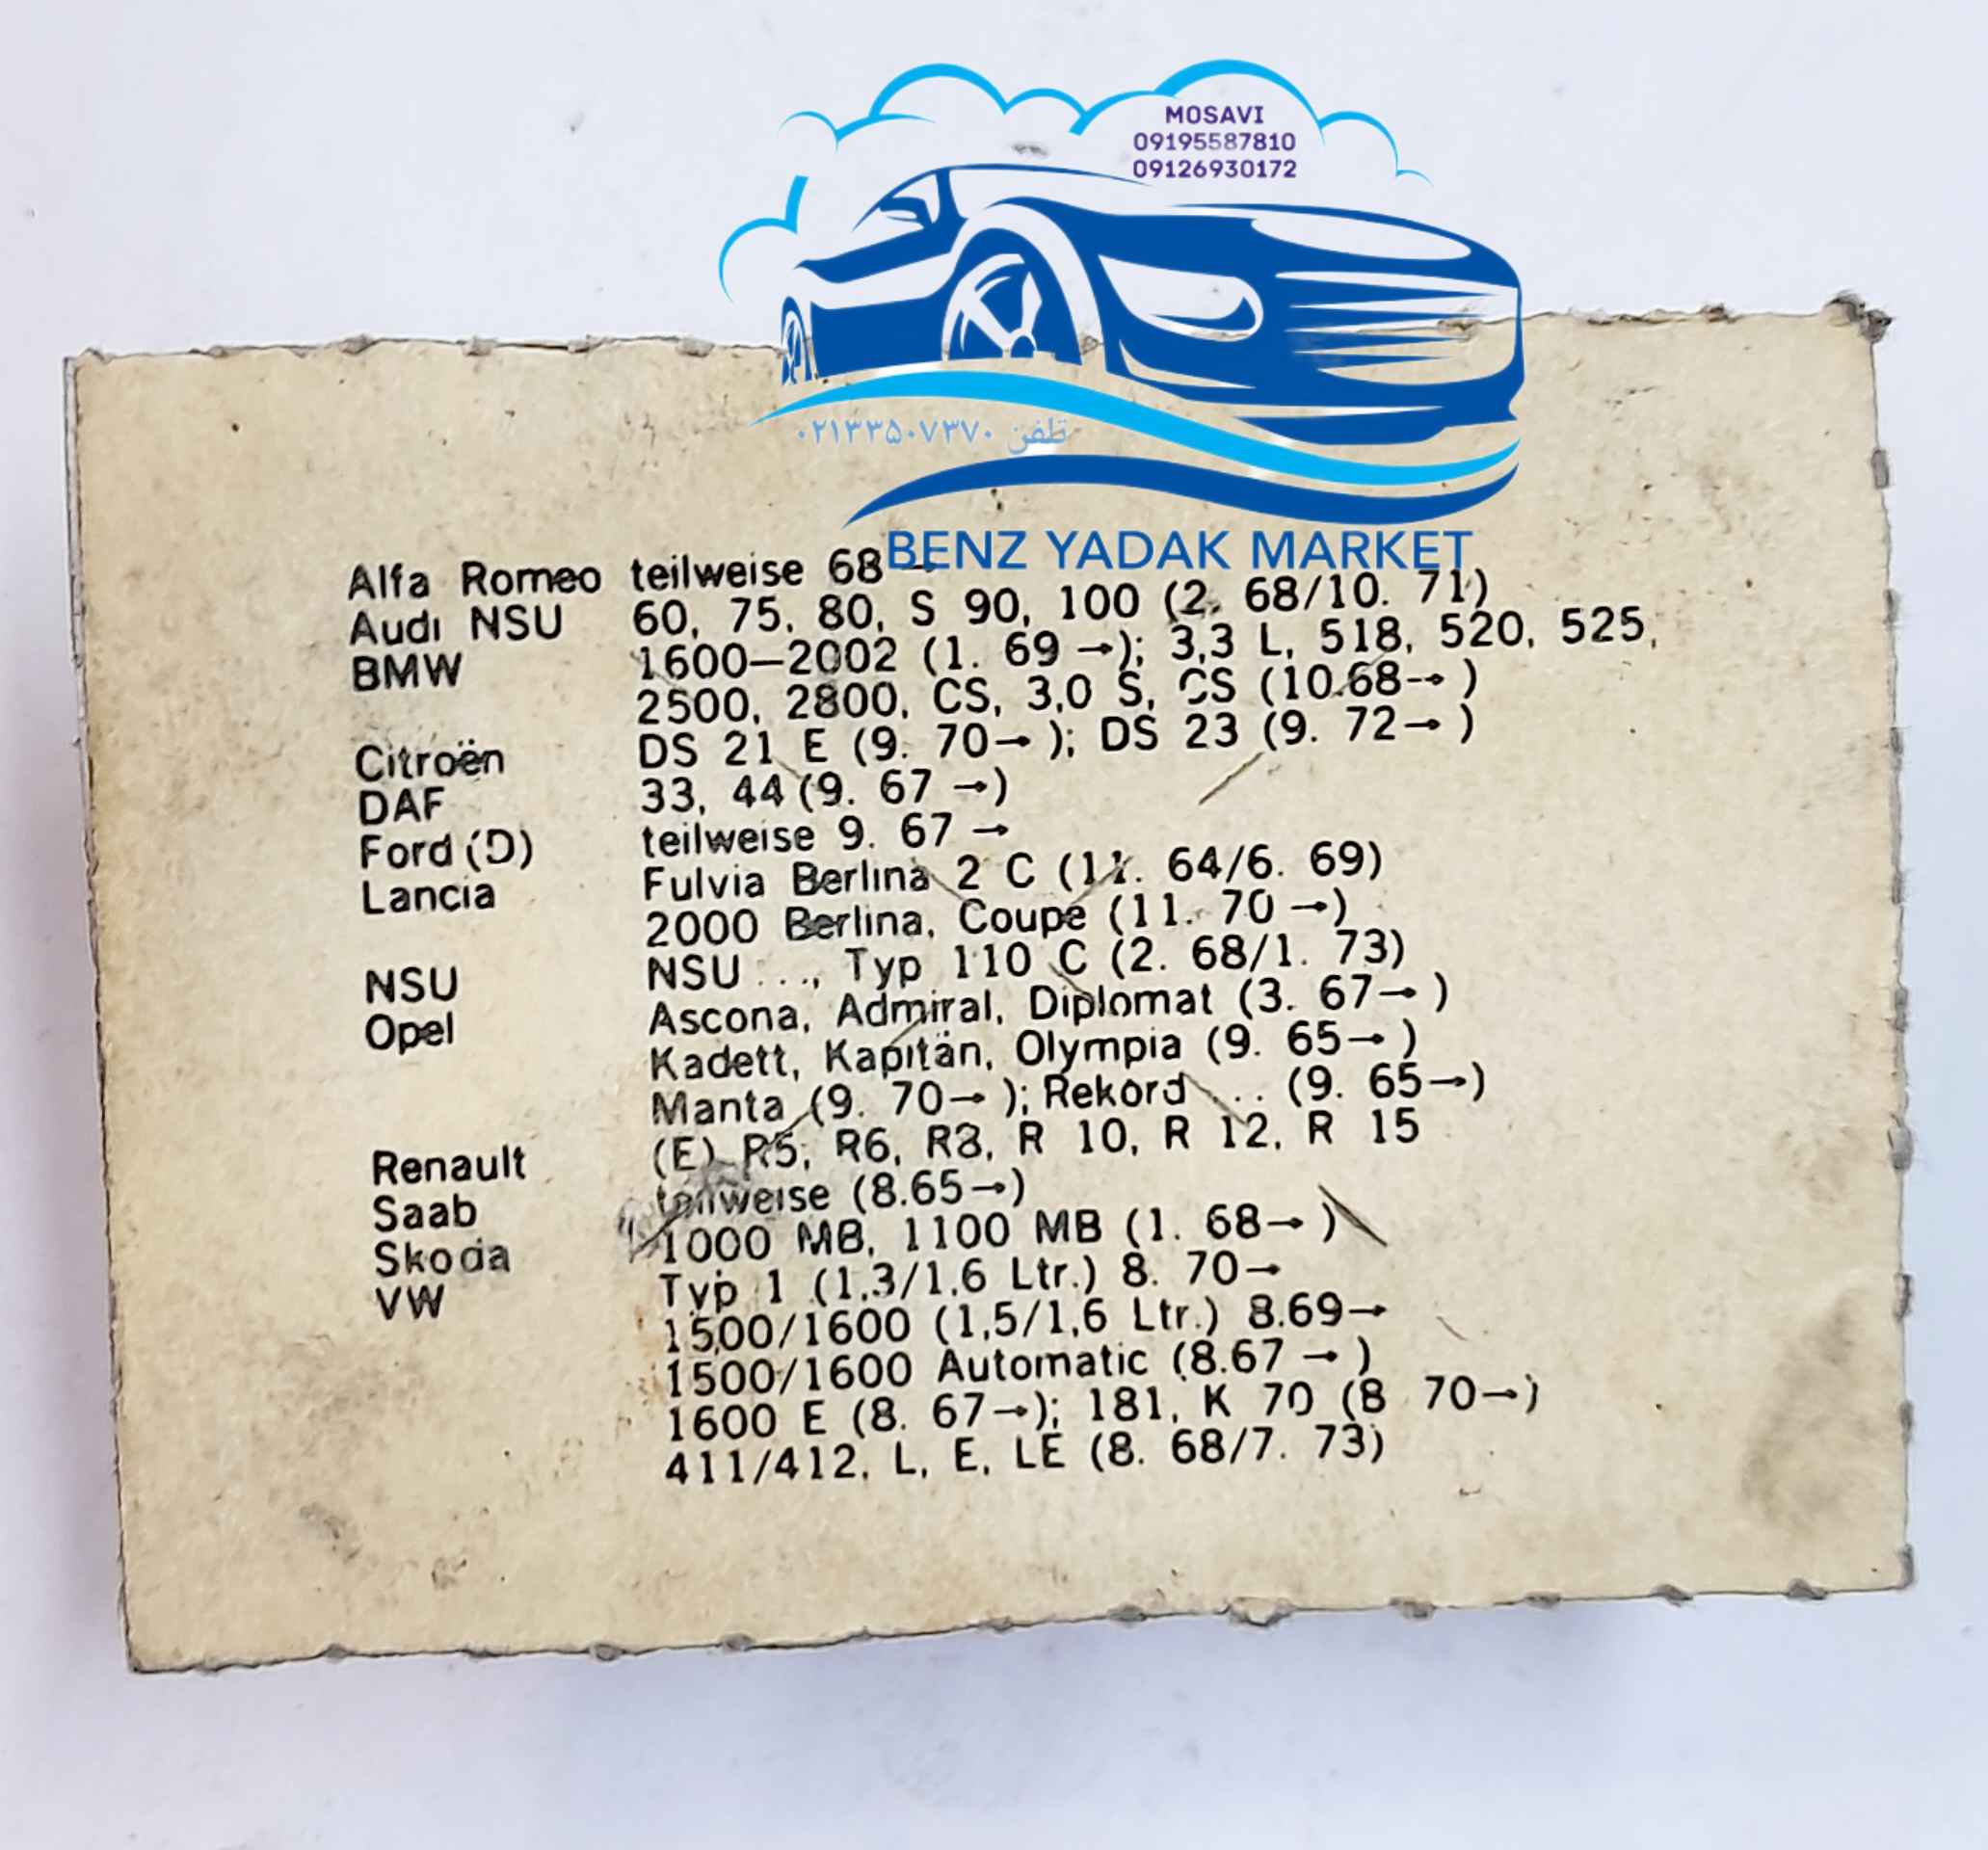 MOSAVI
09195587810
09126930172
تلفن ۰۲۱۳۳۵۰۷۳۷۰
BENZ YADAK MARKET
Alfa Romeo teilweise 68
Audi NSU 60, 75, 80, S 90, 100 (2. 68/10. 71)
BMW 1600—2002 (1. 69 →); 3,3 L, 518, 520, 525,
2500, 2800, CS, 3,0 S, CS (10.68→)
Citroën DS 21 E (9. 70→); DS 23 (9. 72→)
DAF 33, 44 (9. 67 →)
Ford (D) teilweise 9. 67 →
Lancia Fulvia Berlina 2 C (11. 64/6. 69)
2000 Berlina, Coupe (11. 70 →)
NSU NSU ..., Typ 110 C (2. 68/1. 73)
Opel Ascona, Admiral, Diplomat (3. 67→)
Kadett, Kapitän, Olympia (9. 65→)
Manta (9. 70→); Rekord ... (9. 65→)
Renault (E) R5, R6, R8, R 10, R 12, R 15
Saab teilweise (8.65→)
Skoda 1000 MB, 1100 MB (1. 68→)
VW Typ 1 (1,3/1,6 Ltr.) 8. 70→
1500/1600 (1,5/1,6 Ltr.) 8.69→
1500/1600 Automatic (8.67 →)
1600 E (8. 67→); 181, K 70 (8 70→)
411/412, L, E, LE (8. 68/7. 73)